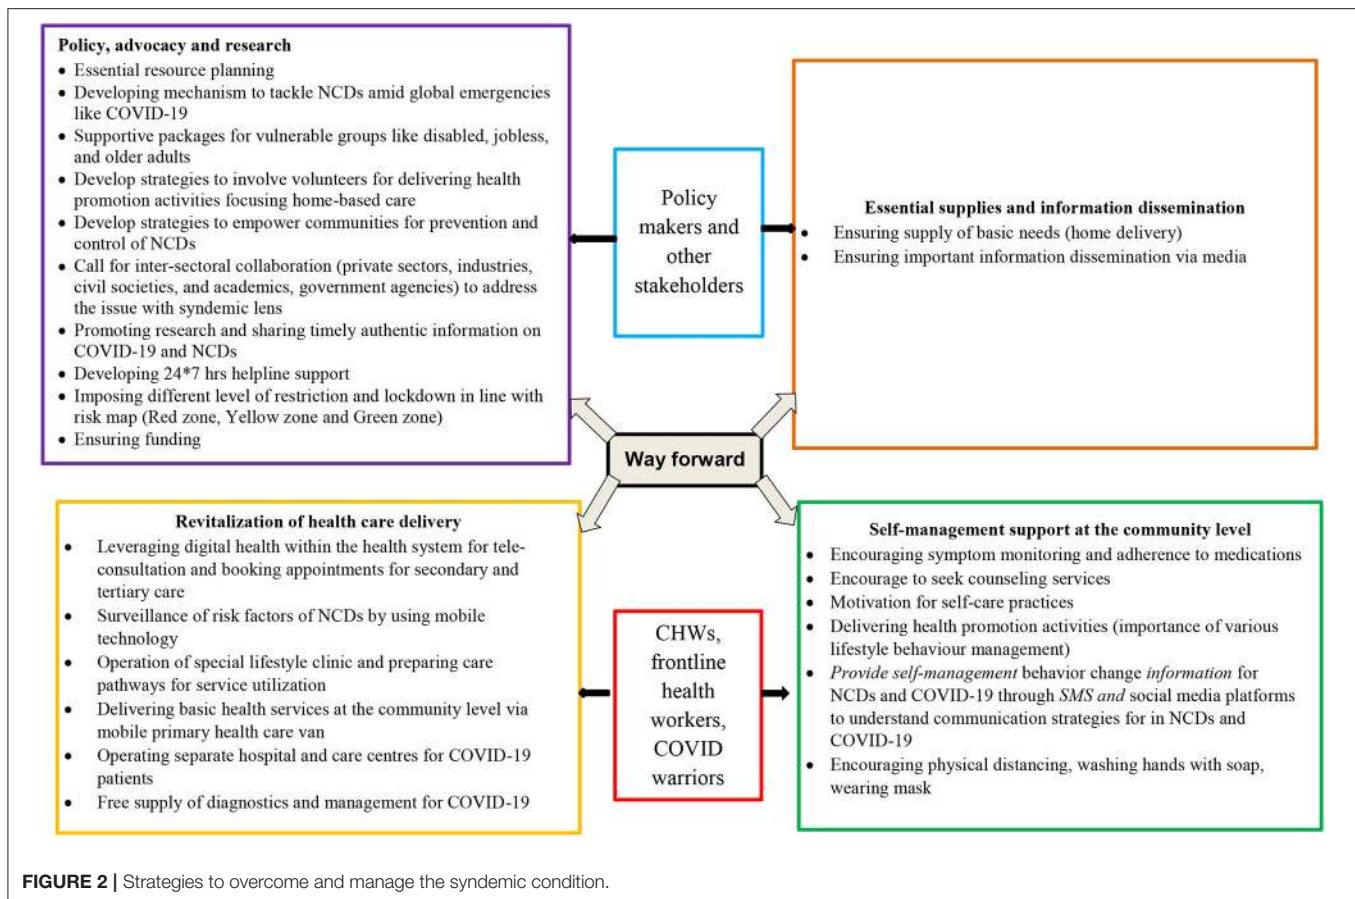 Policy, advocacy and research
• Essential resource planning
• Developing mechanism to tackle NCDs amid global emergencies
like COVID-19
• Supportive packages for vulnerable groups like disabled, jobless,
and older adults
• Develop strategies to involve volunteers for delivering health
promotion activities focusing home-based care
• Develop strategies to empower communities for prevention and
control of NCDs
• Call for inter-sectoral collaboration (private sectors, industries,
civil societies, and academics, government agencies) to address
the issue with syndemic lens
• Promoting research and sharing timely authentic information on
COVID-19 and NCDs
• Developing 24*7 hrs helpline support
• Imposing different level of restriction and lockdown in line with
risk map (Red zone, Yellow zone and Green zone)
• Ensuring funding
Policy
makers and
other
stakeholders
Essential supplies and information dissemination
• Ensuring supply of basic needs (home delivery)
• Ensuring important information dissemination via media
Way forward
Revitalization of health care delivery
• Leveraging digital health within the health system for tele-
consultation and booking appointments for secondary and
tertiary care
• Surveillance of risk factors of NCDs by using mobile
technology
• Operation of special lifestyle clinic and preparing care
pathways for service utilization
• Delivering basic health services at the community level via
mobile primary health care van
• Operating separate hospital and care centres for COVID-19
patients
• Free supply of diagnostics and management for COVID-19
CHWs,
frontline
health
workers,
COVID
warriors
Self-management support at the community level
• Encouraging symptom monitoring and adherence to medications
• Encourage to seek counseling services
• Motivation for self-care practices
• Delivering health promotion activities (importance of various
lifestyle behaviour management)
• Provide self-management behavior change information for
NCDs and COVID-19 through SMS and social media platforms
to understand communication strategies for in NCDs and
COVID-19
• Encouraging physical distancing, washing hands with soap,
wearing mask
FIGURE 2 | Strategies to overcome and manage the syndemic condition.